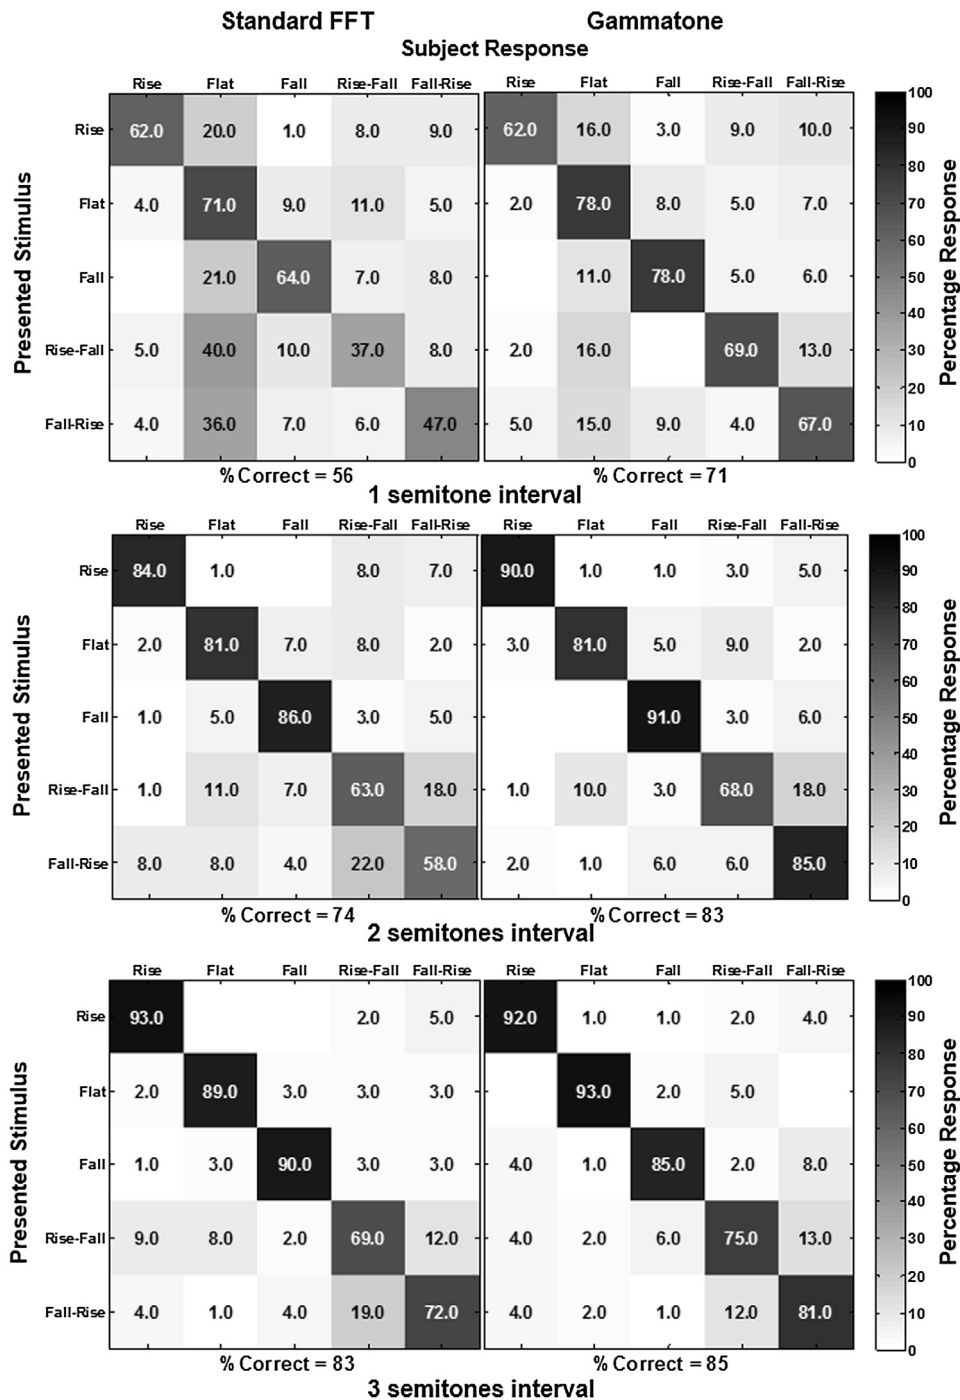 Standard FFT Gammatone
Subject Response
Rise Flat Fall Rise-Fall Fall-Rise Rise Flat Fall Rise-Fall Fall-Rise
Presented Stimulus
Rise 62.0 20.0 1.0 8.0 9.0 62.0 16.0 3.0 9.0 10.0
Flat 4.0 71.0 9.0 11.0 5.0 2.0 78.0 8.0 5.0 7.0
Fall 21.0 64.0 7.0 8.0 11.0 78.0 5.0 6.0
Rise-Fall 5.0 40.0 10.0 37.0 8.0 2.0 16.0 69.0 13.0
Fall-Rise 4.0 36.0 7.0 6.0 47.0 5.0 15.0 9.0 4.0 67.0
100
90
80
70
60
50
40
30
20
10
0
Percentage Response
% Correct = 56 % Correct = 71
1 semitone interval
Rise Flat Fall Rise-Fall Fall-Rise Rise Flat Fall Rise-Fall Fall-Rise
Presented Stimulus
Rise 84.0 1.0 8.0 7.0 90.0 1.0 1.0 3.0 5.0
Flat 2.0 81.0 7.0 8.0 2.0 3.0 81.0 5.0 9.0 2.0
Fall 1.0 5.0 86.0 3.0 5.0 91.0 3.0 6.0
Rise-Fall 1.0 11.0 7.0 63.0 18.0 1.0 10.0 3.0 68.0 18.0
Fall-Rise 8.0 8.0 4.0 22.0 58.0 2.0 1.0 6.0 6.0 85.0
100
90
80
70
60
50
40
30
20
10
0
Percentage Response
% Correct = 74 % Correct = 83
2 semitones interval
Rise Flat Fall Rise-Fall Fall-Rise Rise Flat Fall Rise-Fall Fall-Rise
Presented Stimulus
Rise 93.0 2.0 5.0 92.0 1.0 1.0 2.0 4.0
Flat 2.0 89.0 3.0 3.0 3.0 93.0 2.0 5.0
Fall 1.0 3.0 90.0 3.0 3.0 4.0 1.0 85.0 2.0 8.0
Rise-Fall 9.0 8.0 2.0 69.0 12.0 4.0 2.0 6.0 75.0 13.0
Fall-Rise 4.0 1.0 4.0 19.0 72.0 4.0 2.0 1.0 12.0 81.0
100
90
80
70
60
50
40
30
20
10
0
Percentage Response
% Correct = 83 % Correct = 85
3 semitones interval